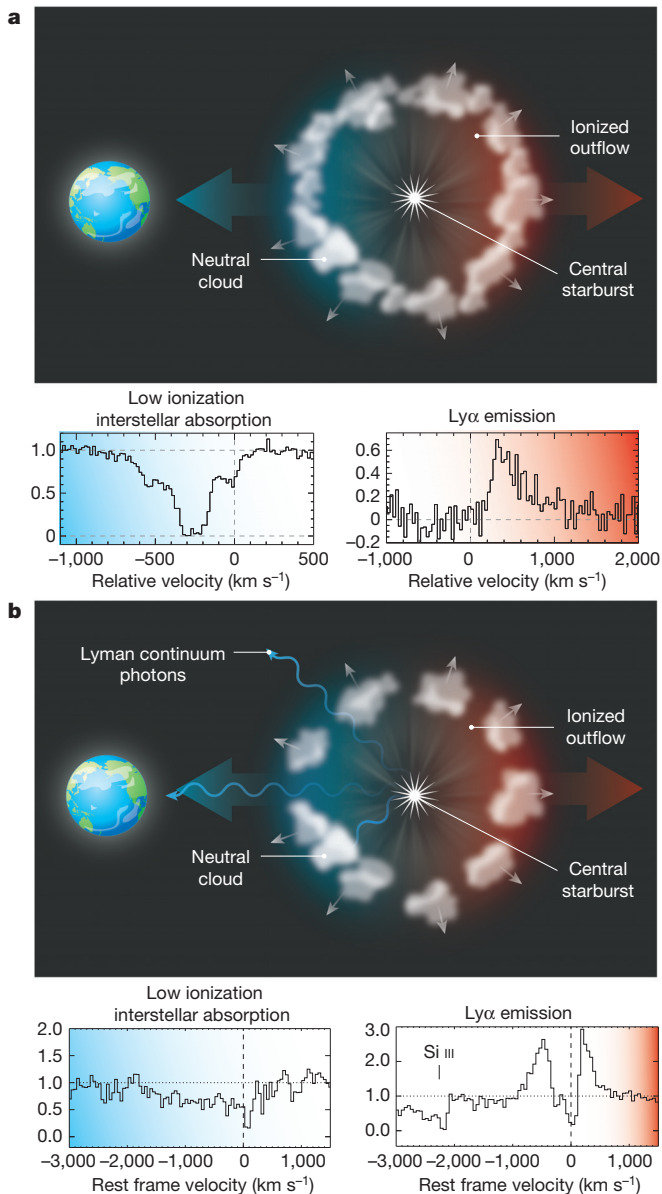 a
Ionized
outflow
Neutral
cloud
Central
starburst
Low ionization
interstellar absorption
1.0
0.5
0
−1,000 −500 0 500
Relative velocity (km s⁻¹)
Lyα emission
0.6
0.4
0.2
0
−0.2
−1,000 0 1,000 2,000
Relative velocity (km s⁻¹)
b
Lyman continuum
photons
Ionized
outflow
Neutral
cloud
Central
starburst
Low ionization
interstellar absorption
2.0
1.5
1.0
0.5
0.0
−3,000 −2,000 −1,000 0 1,000
Rest frame velocity (km s⁻¹)
Lyα emission
Si III
3.0
2.0
1.0
0.0
−3,000 −2,000 −1,000 0 1,000
Rest frame velocity (km s⁻¹)